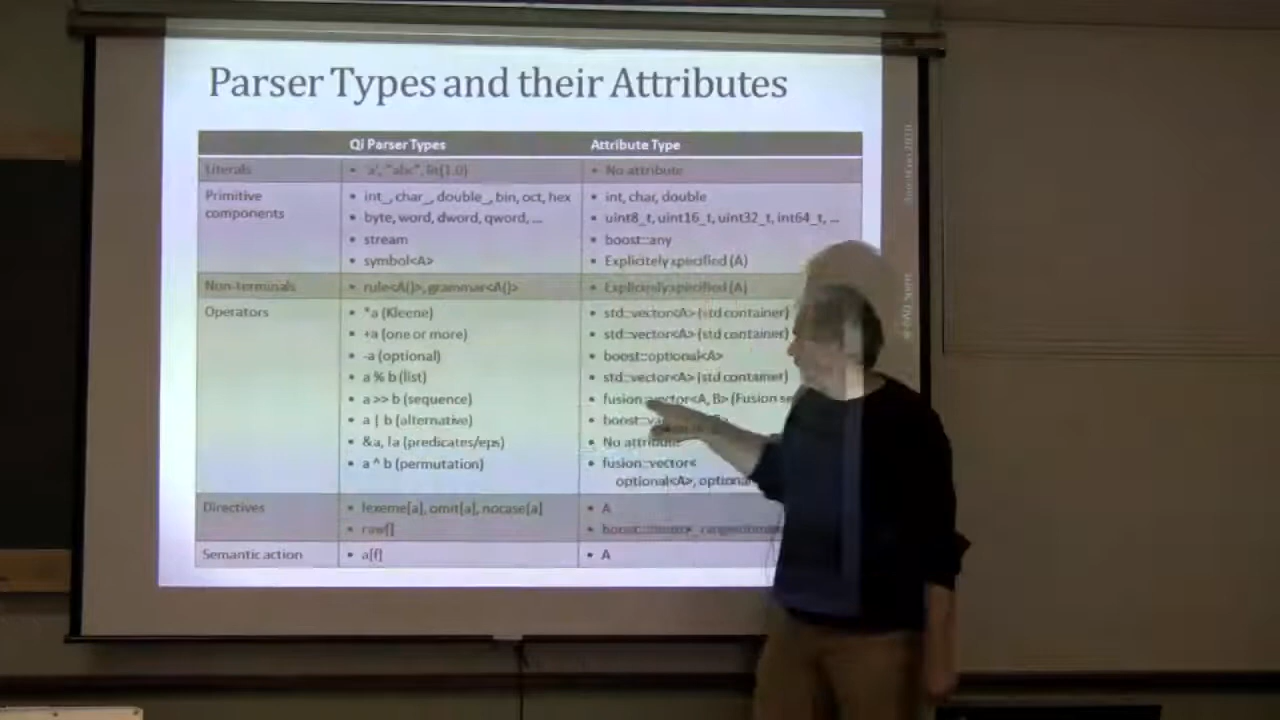 Parser Types and their Attributes
Qi Parser Types Attribute Type
Literals • 'a', "abc", lit(1.0) • No attribute
Primitive components • int_, char_, double_, bin, oct, hex • int, char, double
• byte, word, dword, qword, ... • uint8_t, uint16_t, uint32_t, int64_t, ...
• stream • boost::any
• symbol<A> • Explicitely specified (A)
Non-terminals • rule<A()>, grammar<A()> • Explicitely specified (A)
Operators • *a (Kleene) • std::vector<A> (std container)
• +a (one or more) • std::vector<A> (std container)
• -a (optional) • boost::optional<A>
• a % b (list) • std::vector<A> (std container)
• a >> b (sequence) • fusion::vector<A, B> (Fusion
• a | b (alternative)
• &a, !a (predicates/eps) • No attribute
• a ^ b (permutation) • fusion::vector<
optional<A>,
Directives • lexeme[a], omit[a], nocase[a] • A
• raw[]
Semantic action • a[f] • A